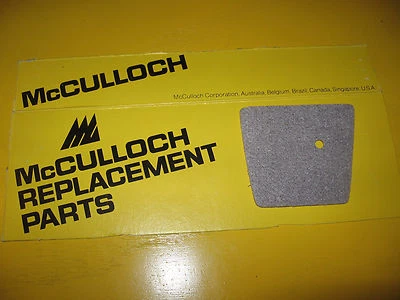 McCULLOCH
McCulloch Corporation, Australia, Belgium, Brazil, Canada, Singapore, U.S.A.
McCULLOCH
REPLACEMENT
PARTS